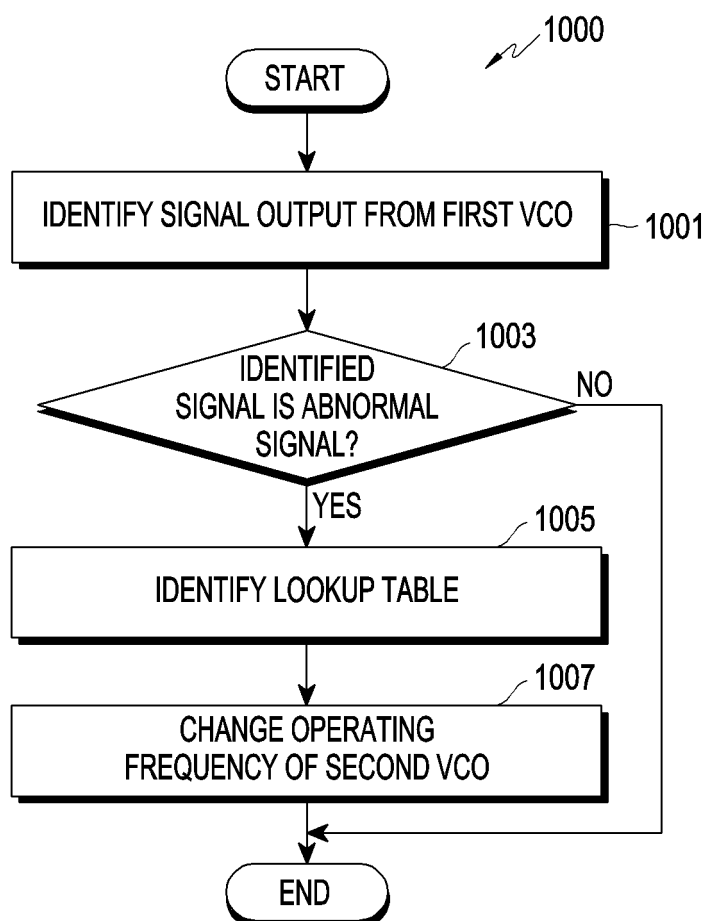 1000
START
IDENTIFY SIGNAL OUTPUT FROM FIRST VCO
1001
1003
IDENTIFIED
SIGNAL IS ABNORMAL
SIGNAL?
NO
YES
1005
IDENTIFY LOOKUP TABLE
1007
CHANGE OPERATING
FREQUENCY OF SECOND VCO
END